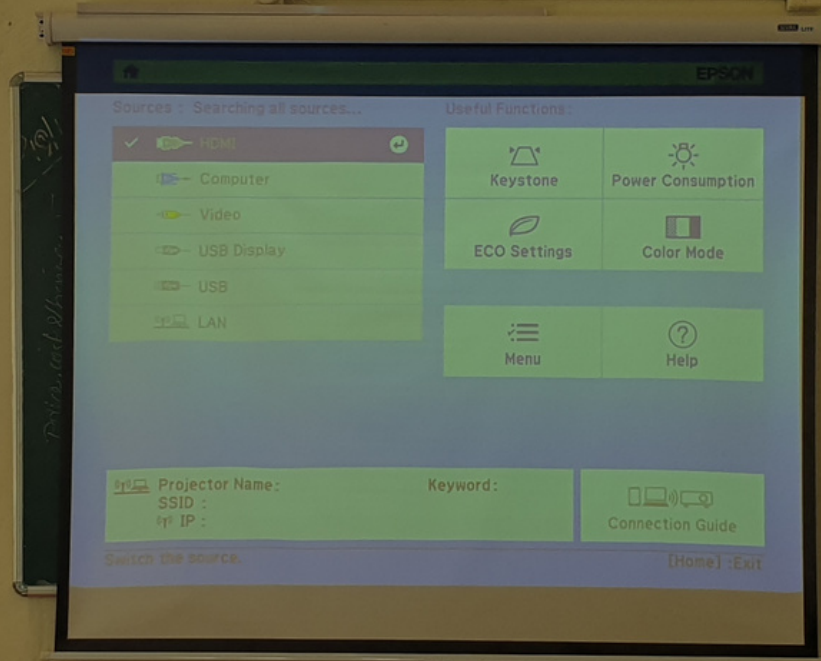 EPSON
Sources : Searching all sources...
HDMI
Computer
Video
USB Display
USB
LAN
Useful Functions:
Keystone
Power Consumption
ECO Settings
Color Mode
Menu
Help
Projector Name:
Keyword:
SSID :
IP :
Connection Guide
Switch the source.
[Home] :Exit